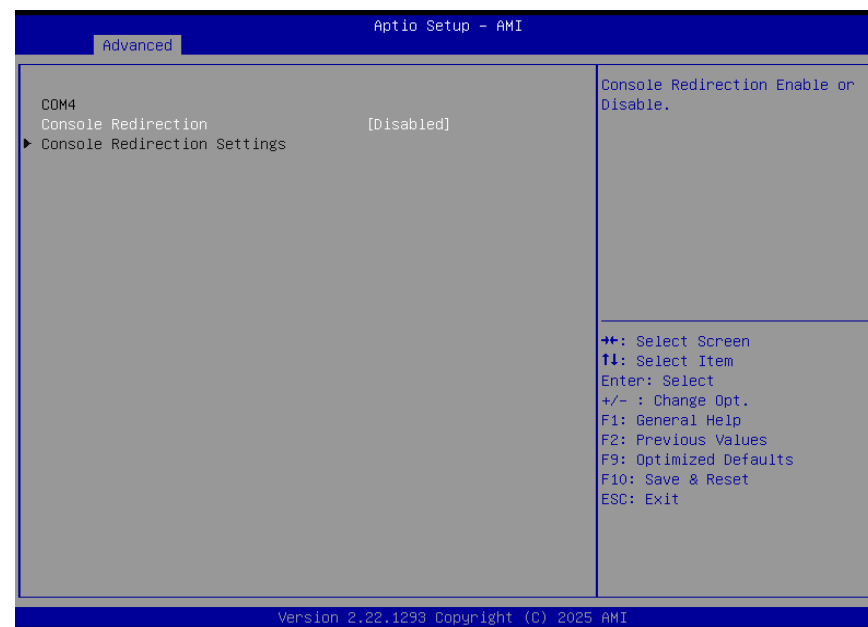 Aptio Setup – AMI
Advanced
COM4
Console Redirection [Disabled]
▶ Console Redirection Settings
Console Redirection Enable or
Disable.
→←: Select Screen
↑↓: Select Item
Enter: Select
+/- : Change Opt.
F1: General Help
F2: Previous Values
F9: Optimized Defaults
F10: Save & Reset
ESC: Exit
Version 2.22.1293 Copyright (C) 2025 AMI